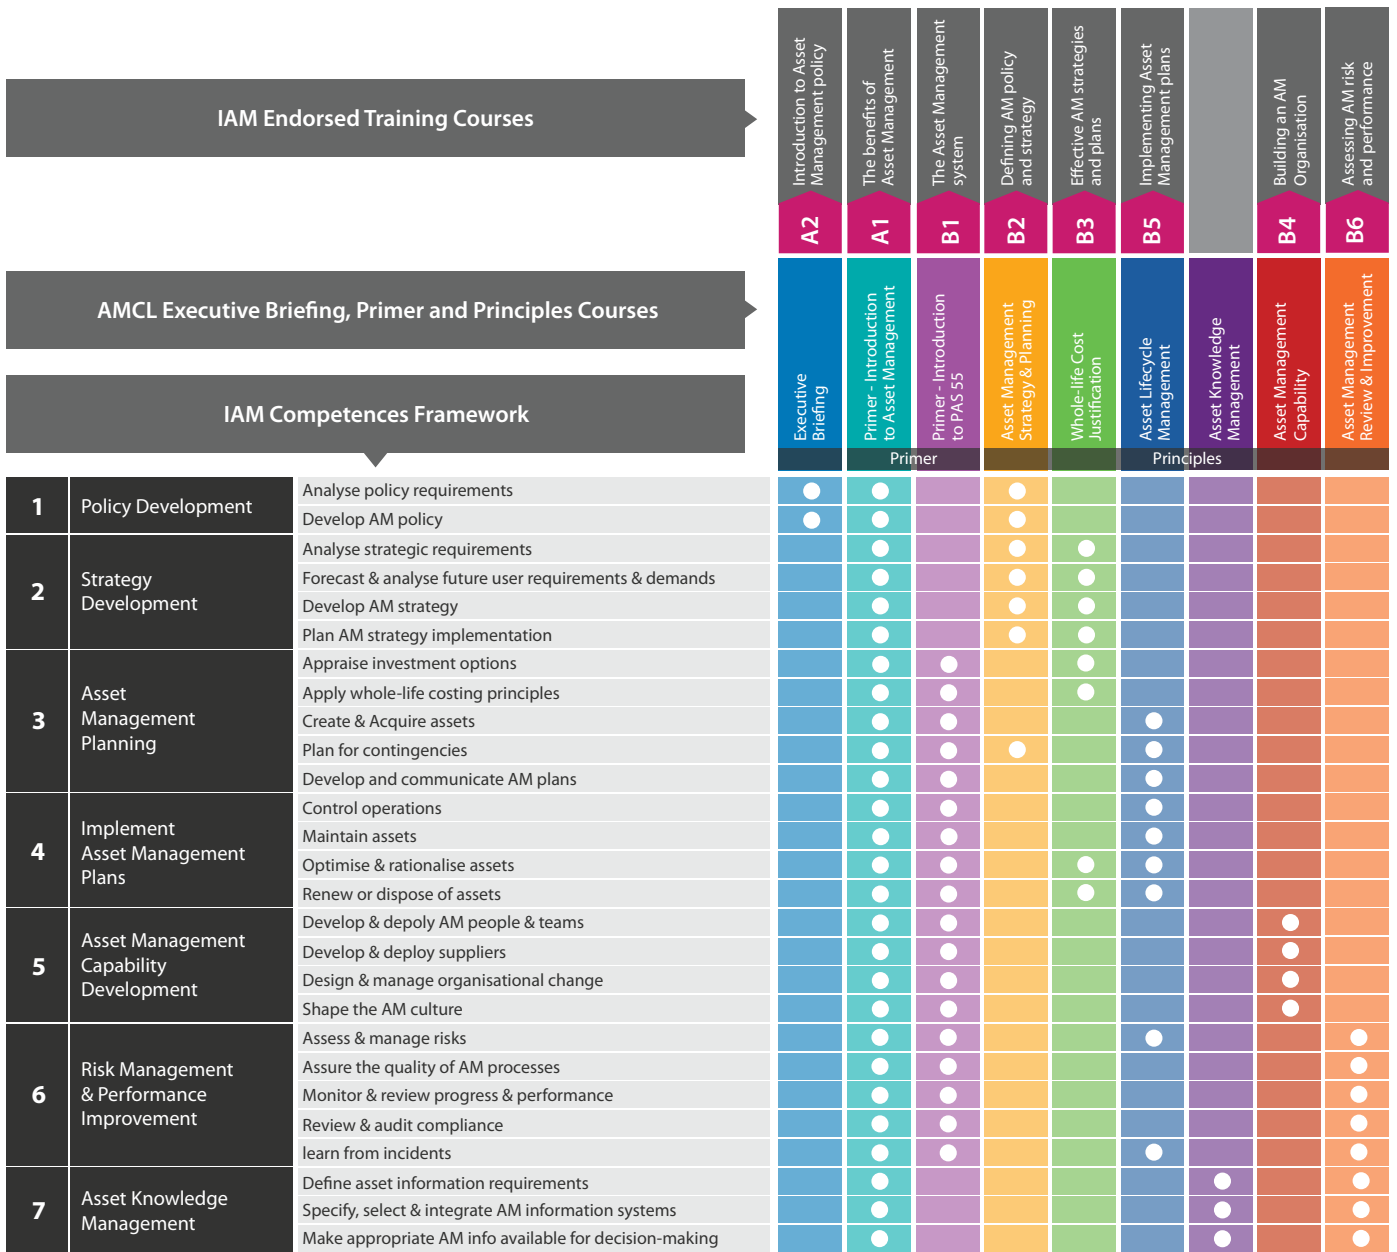 IAM Endorsed Training Courses
Introduction to Asset
Management policy
The benefits of
Asset Management
The Asset Management
system
Defining AM policy
and strategy
Effective AM strategies
and plans
Implementing Asset
Management plans
Building an AM
Organisation
Assessing AM risk
and performance
A2
A1
B1
B2
B3
B5
B4
B6
AMCL Executive Briefing, Primer and Principles Courses
Executive
Briefing
Primer - Introduction
to Asset Management
Primer - Introduction
to PAS 55
Asset Management
Strategy & Planning
Whole-life Cost
Justification
Asset Lifecycle
Management
Asset Knowledge
Management
Asset Management
Capability
Asset Management
Review & Improvement
Primer
Principles
IAM Competences Framework
1
Policy Development
Analyse policy requirements
Develop AM policy
2
Strategy
Development
Analyse strategic requirements
Forecast & analyse future user requirements & demands
Develop AM strategy
Plan AM strategy implementation
3
Asset
Management
Planning
Appraise investment options
Apply whole-life costing principles
Create & Acquire assets
Plan for contingencies
Develop and communicate AM plans
4
Implement
Asset Management
Plans
Control operations
Maintain assets
Optimise & rationalise assets
Renew or dispose of assets
5
Asset Management
Capability
Development
Develop & depoly AM people & teams
Develop & deploy suppliers
Design & manage organisational change
Shape the AM culture
6
Risk Management
& Performance
Improvement
Assess & manage risks
Assure the quality of AM processes
Monitor & review progress & performance
Review & audit compliance
learn from incidents
7
Asset Knowledge
Management
Define asset information requirements
Specify, select & integrate AM information systems
Make appropriate AM info available for decision-making